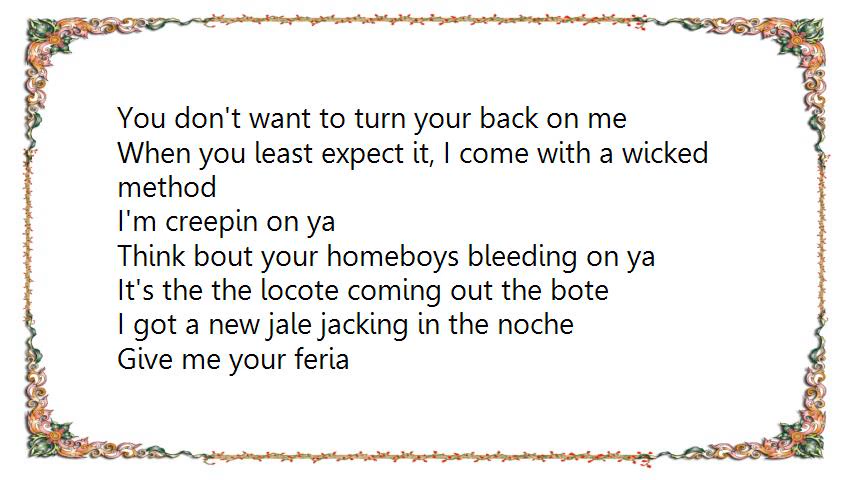 You don't want to turn your back on me
When you least expect it, I come with a wicked
method
I'm creepin on ya
Think bout your homeboys bleeding on ya
It's the the locote coming out the bote
I got a new jale jacking in the noche
Give me your feria